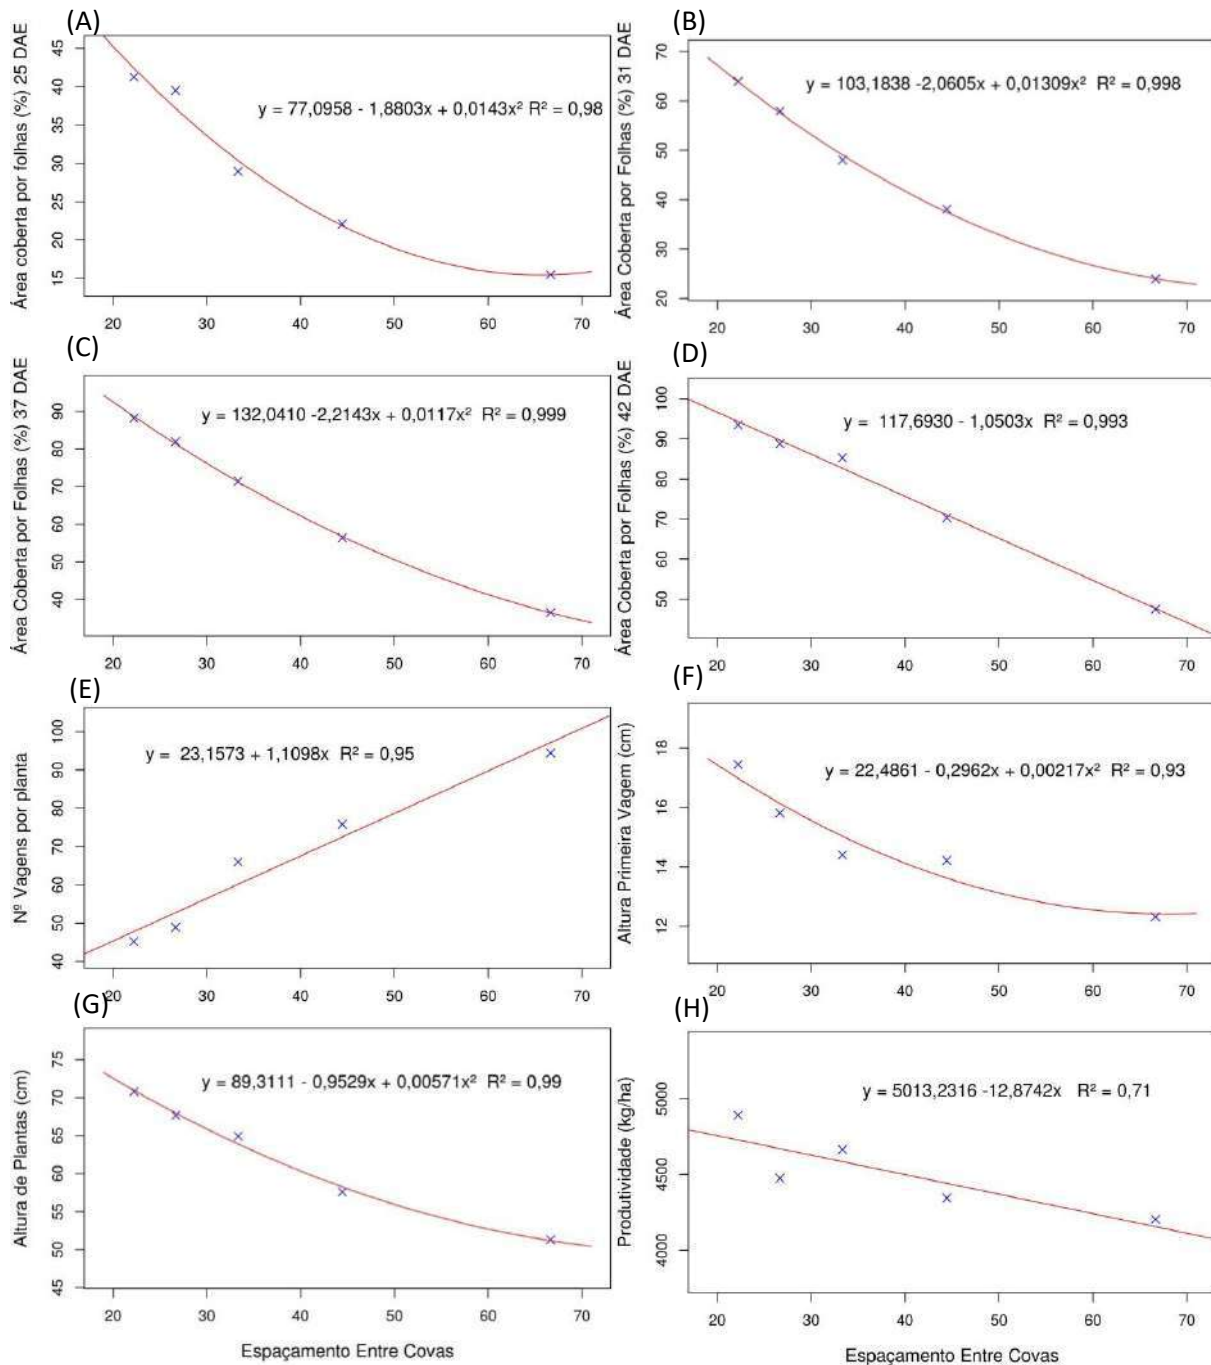 (A)
Área coberta por folhas (%) 25 DAE
45
40
35
30
25
20
15
y = 77,0958 - 1,8803x + 0,0143x² R² = 0,98
20 30 40 50 60 70
(B)
Área Coberta por Folhas (%) 31 DAE
70
60
50
40
30
20
y = 103,1838 -2,0605x + 0,01309x² R² = 0,998
20 30 40 50 60 70
(C)
Área Coberta por Folhas (%) 37 DAE
90
80
70
60
50
40
y = 132,0410 -2,2143x + 0,0117x² R² = 0,999
20 30 40 50 60 70
(D)
Área Coberta por Folhas (%) 42 DAE
100
90
80
70
60
50
y = 117,6930 - 1,0503x R² = 0,993
20 30 40 50 60 70
(E)
Nº Vagens por planta
100
90
80
70
60
50
40
y = 23,1573 + 1,1098x R² = 0,95
20 30 40 50 60 70
(F)
Altura Primeira Vagem (cm)
18
16
14
12
y = 22,4861 - 0,2962x + 0,00217x² R² = 0,93
20 30 40 50 60 70
(G)
Altura de Plantas (cm)
75
70
65
60
55
50
45
y = 89,3111 - 0,9529x + 0,00571x² R² = 0,99
20 30 40 50 60 70
Espaçamento Entre Covas
(H)
Produtividade (kg/ha)
5000
4500
4000
y = 5013,2316 -12,8742x R² = 0,71
20 30 40 50 60 70
Espaçamento Entre Covas